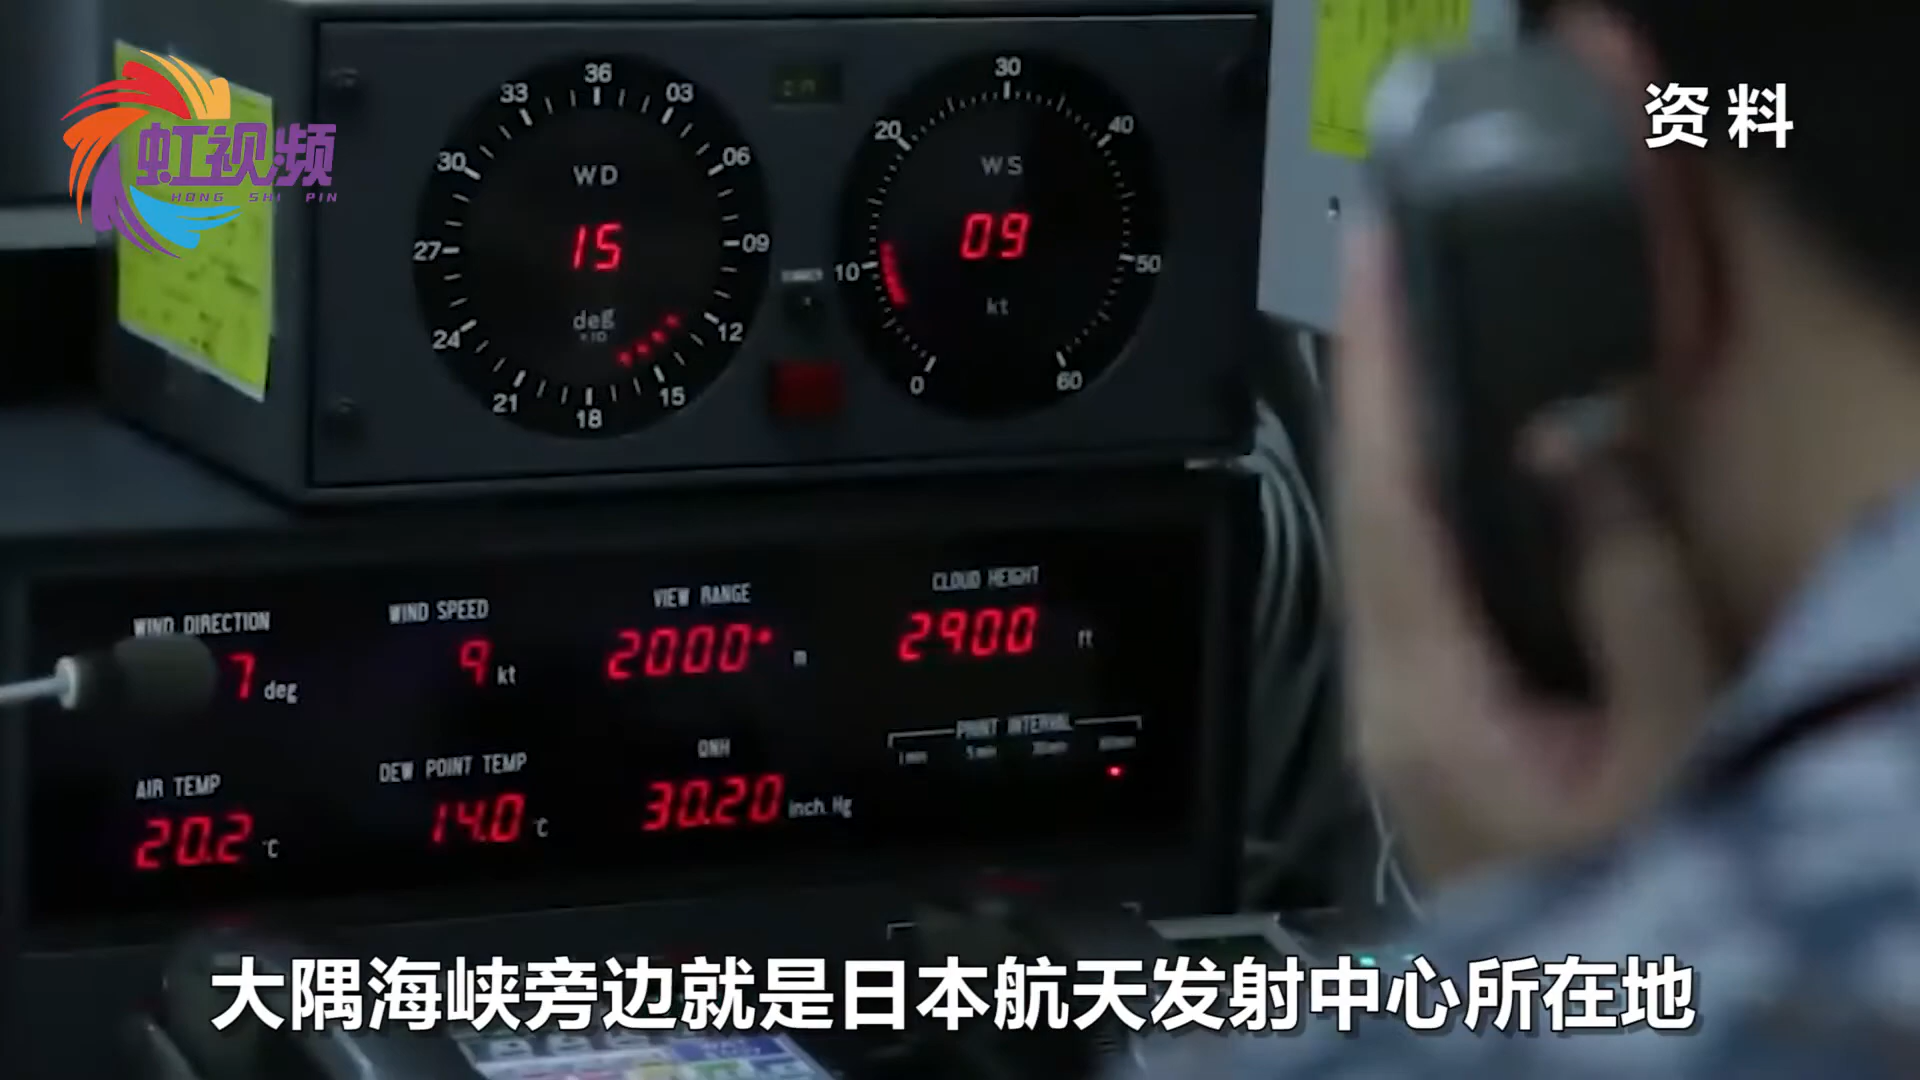 虹视频
HONG SHI PIN
资料
36
33
03
30
06
WD
27
15
09
deg
×10
24
12
21
15
18
30
20
40
WS
09
10
50
kt
0
60
WIND DIRECTION
7 deg
WIND SPEED
9 kt
VIEW RANGE
2000+ m
CLOUD HEIGHT
2900 ft
AIR TEMP
20.2 °C
DEW POINT TEMP
14.0 °C
QNH
30.20 inch. Hg
PRINT INTERVAL
大隅海峡旁边就是日本航天发射中心所在地